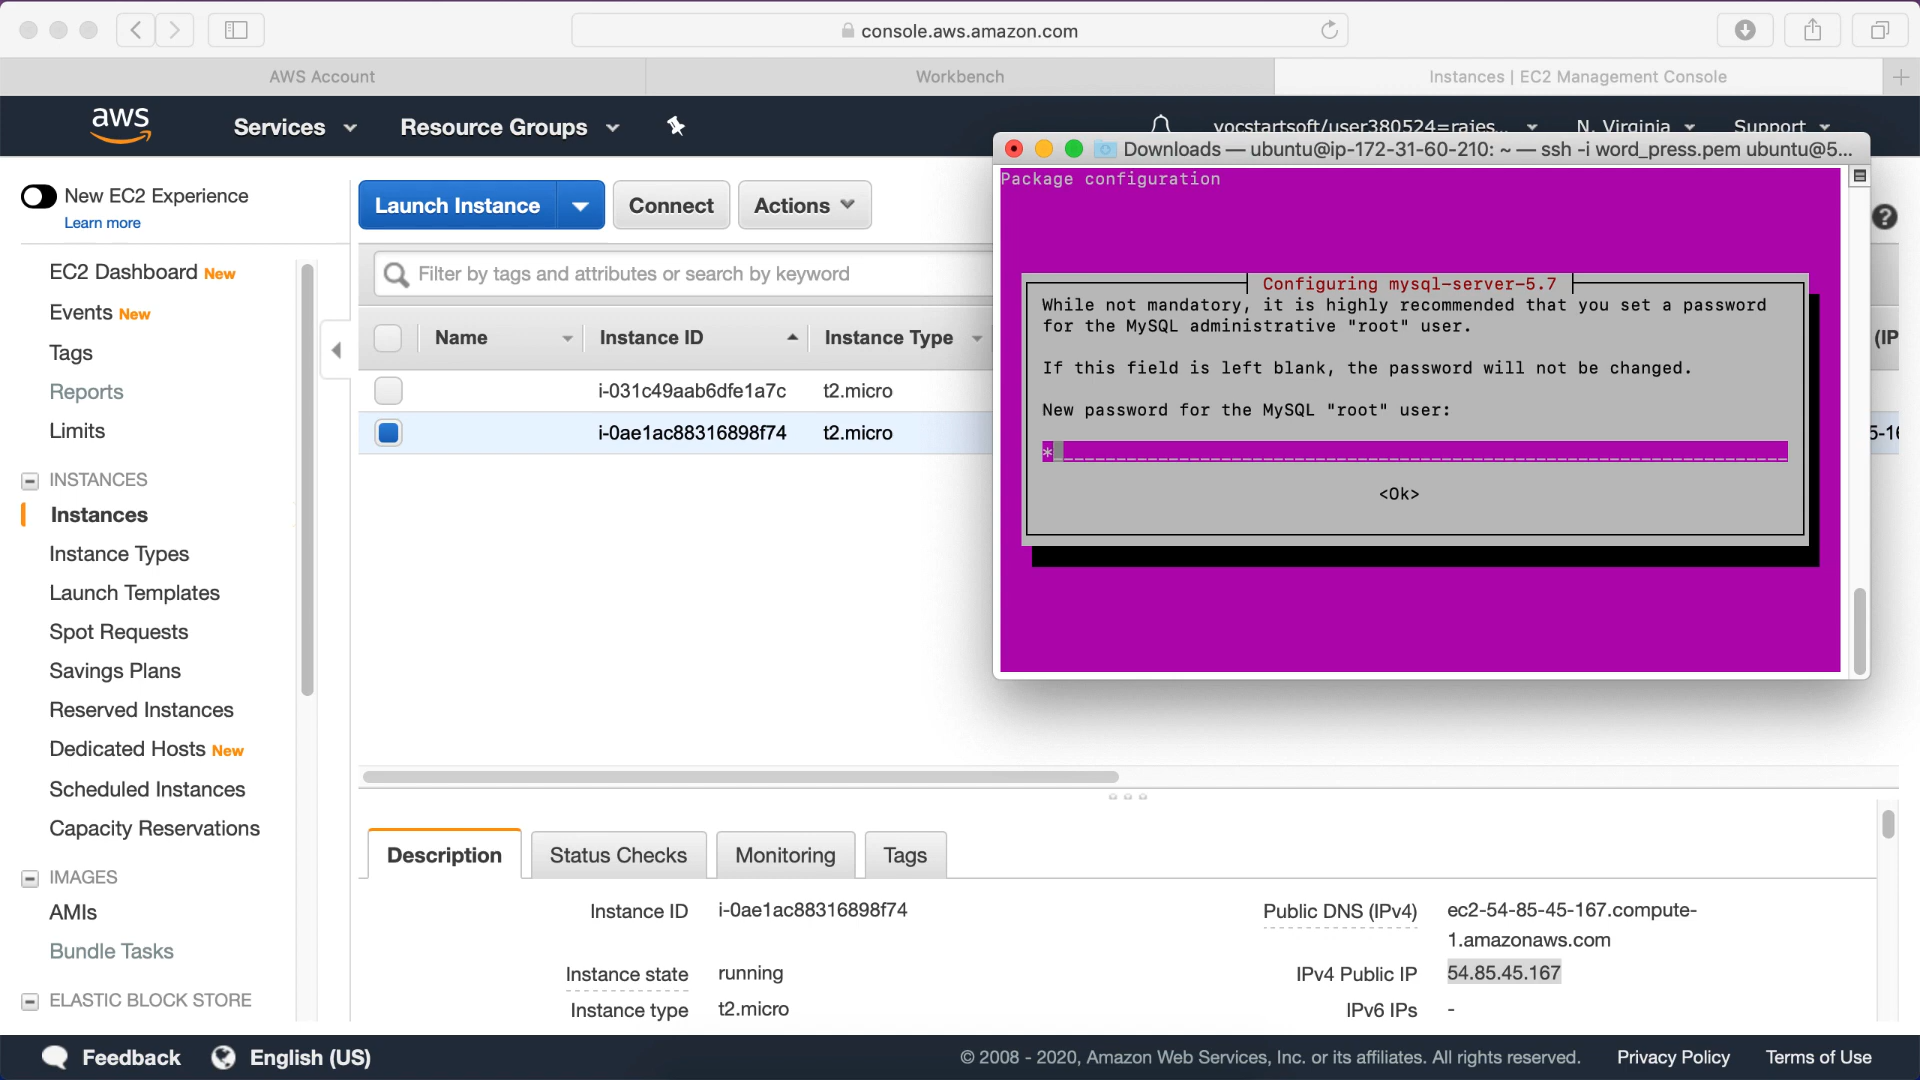 console.aws.amazon.com
AWS Account
Workbench
Instances | EC2 Management Console
aws
Services
Resource Groups
vocstartsoft/user380524=rajes...
N. Virginia
Support
Downloads — ubuntu@ip-172-31-60-210: ~ — ssh -i word_press.pem ubuntu@5...
Package configuration
Configuring mysql-server-5.7
While not mandatory, it is highly recommended that you set a password
for the MySQL administrative "root" user.
If this field is left blank, the password will not be changed.
New password for the MySQL "root" user:
*
<Ok>
New EC2 Experience
Learn more
EC2 Dashboard New
Events New
Tags
Reports
Limits
INSTANCES
Instances
Instance Types
Launch Templates
Spot Requests
Savings Plans
Reserved Instances
Dedicated Hosts New
Scheduled Instances
Capacity Reservations
IMAGES
AMIs
Bundle Tasks
ELASTIC BLOCK STORE
Launch Instance
Connect
Actions
Filter by tags and attributes or search by keyword
Name
Instance ID
Instance Type
(IP
i-031c49aab6dfe1a7c
t2.micro
i-0ae1ac88316898f74
t2.micro
5-16
Description
Status Checks
Monitoring
Tags
Instance ID
i-0ae1ac88316898f74
Public DNS (IPv4)
ec2-54-85-45-167.compute-
1.amazonaws.com
Instance state
running
IPv4 Public IP
54.85.45.167
Instance type
t2.micro
IPv6 IPs
-
Feedback
English (US)
© 2008 - 2020, Amazon Web Services, Inc. or its affiliates. All rights reserved.
Privacy Policy
Terms of Use